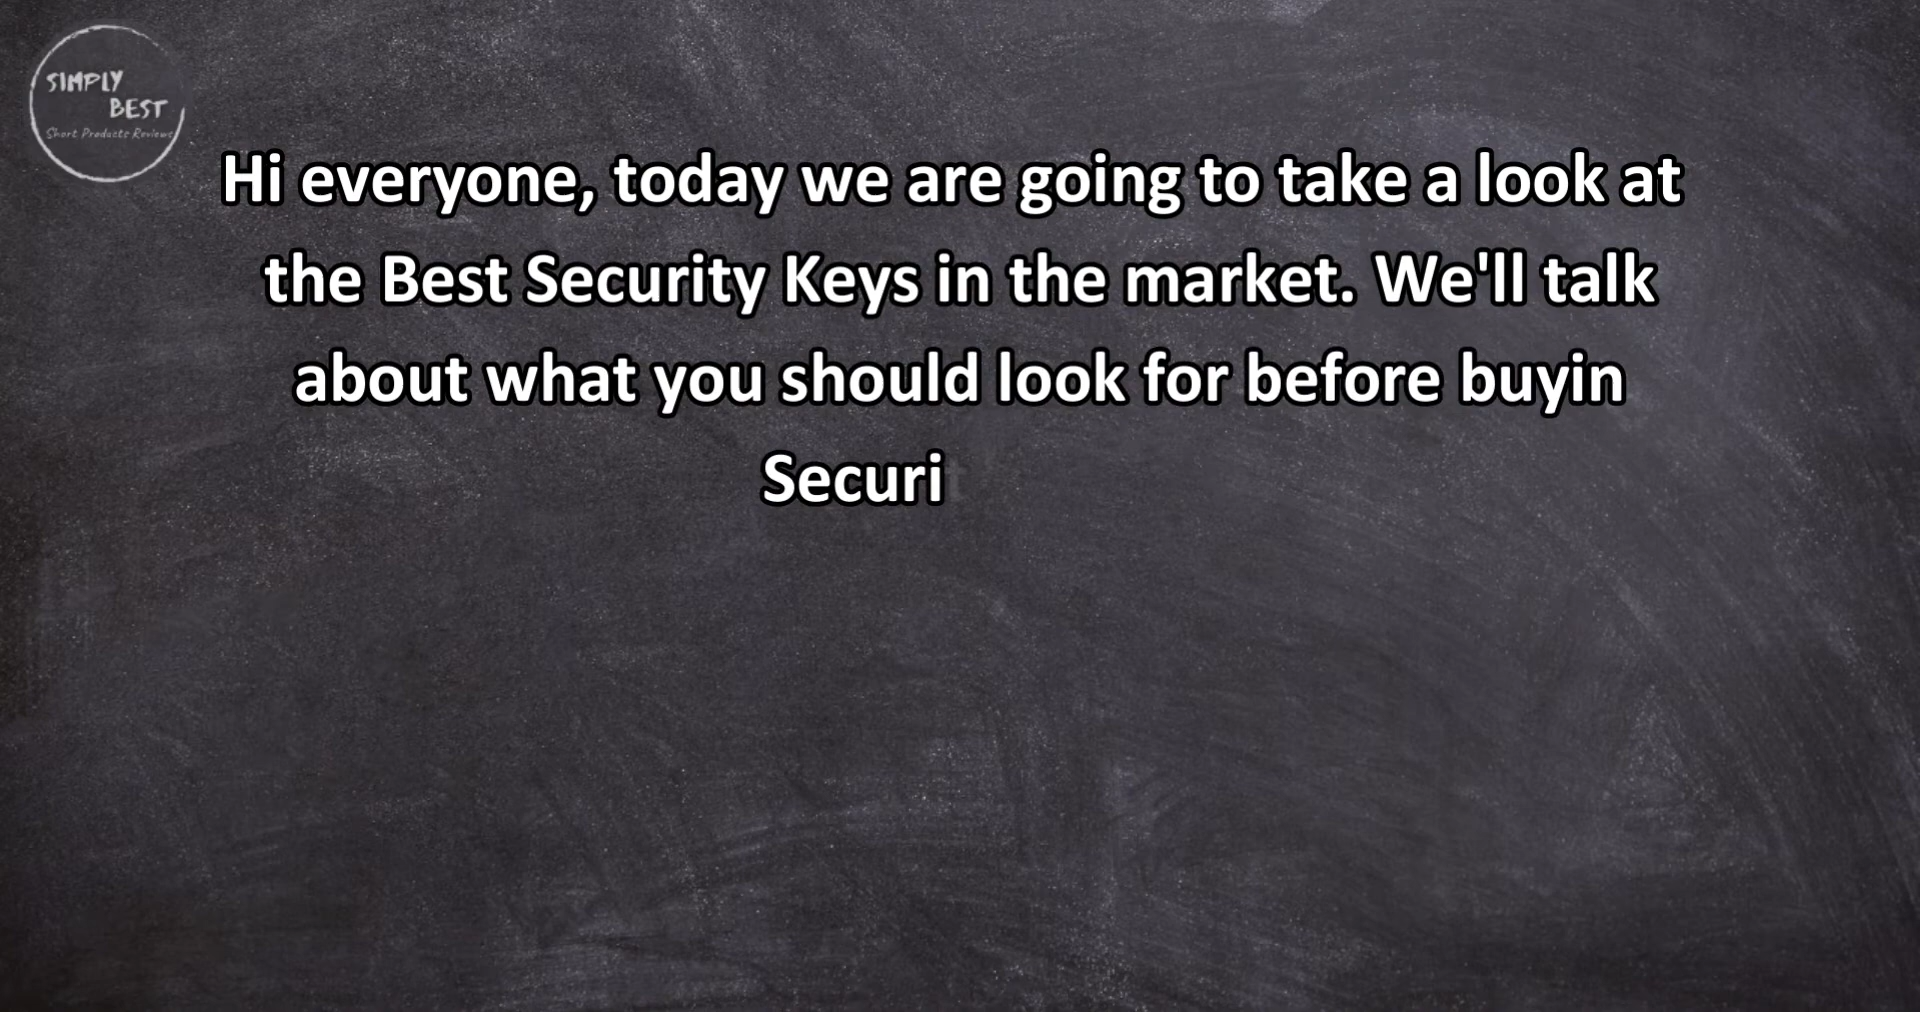 SIMPLY
BEST
Short Products Reviews
Hi everyone, today we are going to take a look at
the Best Security Keys in the market. We'll talk
about what you should look for before buyin
Securit